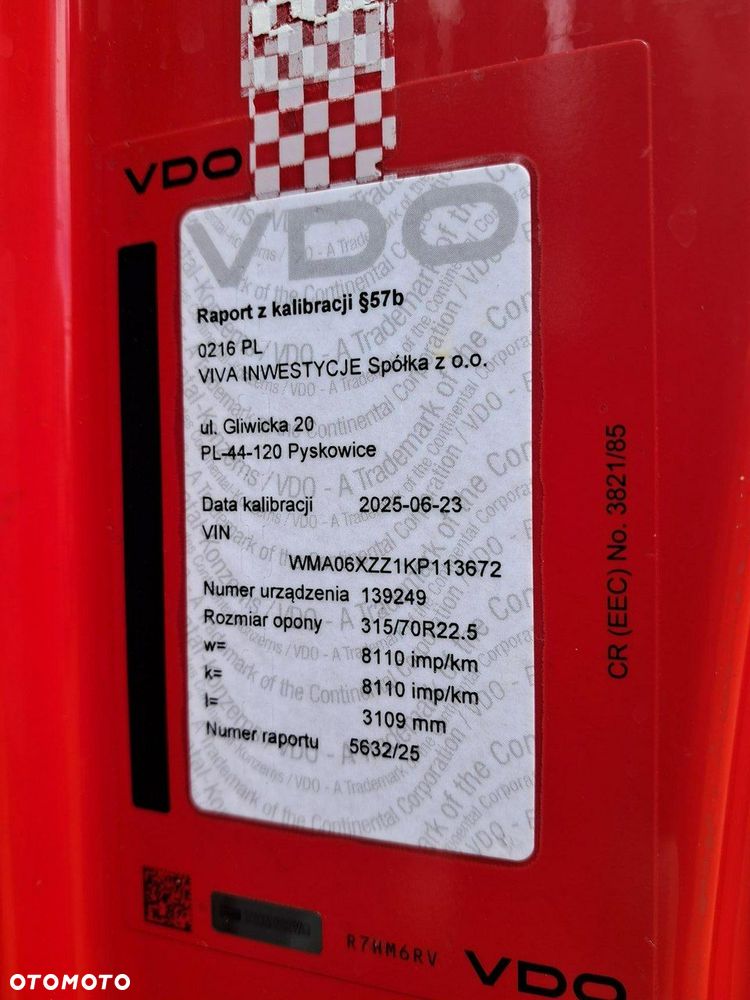 VDO
VDO
Raport z kalibracji §57b
0216 PL
VIVA INWESTYCJE Spółka z o.o.
ul. Gliwicka 20
PL-44-120 Pyskowice
Data kalibracji 2025-06-23
VIN
WMA06XZZ1KP113672
Numer urządzenia 139249
Rozmiar opony 315/70R22.5
w= 8110 imp/km
k= 8110 imp/km
l= 3109 mm
Numer raportu 5632/25
CR (EEC) No. 3821/85
R7WM6RV
VDO
OTOMOTO